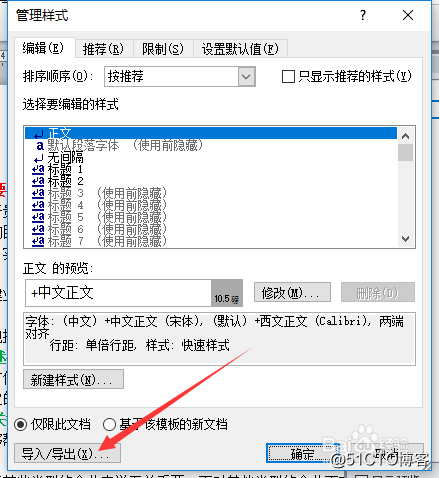 管理样式
编辑(E) 推荐(R) 限制(S) 设置默认值(F)
排序顺序(O): 按推荐 只显示推荐的样式(Y)
选择要编辑的样式
正文
a 默认段落字体 (使用前隐藏)
无间隔
标题 1
标题 2
标题 3 (使用前隐藏)
标题 4 (使用前隐藏)
标题 5 (使用前隐藏)
标题 6 (使用前隐藏)
标题 7 (使用前隐藏)
正文 的预览:
+中文正文 10.5 磅 修改(M)... 删除(D)
字体: (中文) +中文正文 (宋体), (默认) +西文正文 (Calibri), 两端
对齐
行距: 单倍行距, 样式: 快速样式
新建样式(N)...
仅限此文档 基于该模板的新文档
导入/导出(X)... 确定 取消
Baidu经验
@51CTO博客